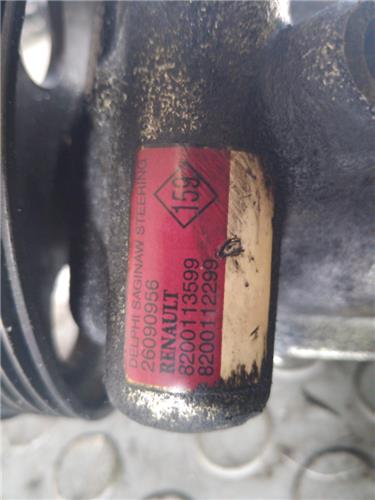 DELPHI SAGINAW STEERING
26090956
RENAULT
8200113599
8200112299
159